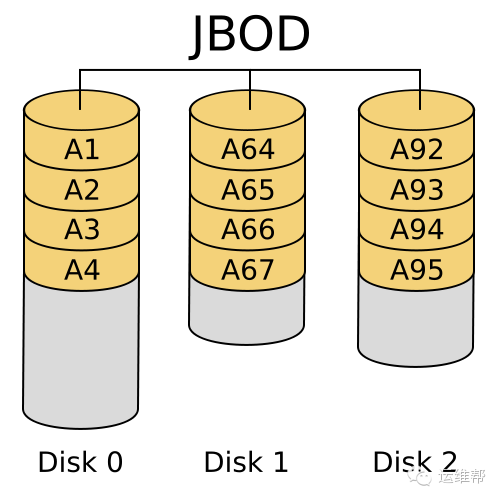 JBOD
A1 A64 A92
A2 A65 A93
A3 A66 A94
A4 A67 A95
Disk 0 Disk 1 Disk 2
运维帮